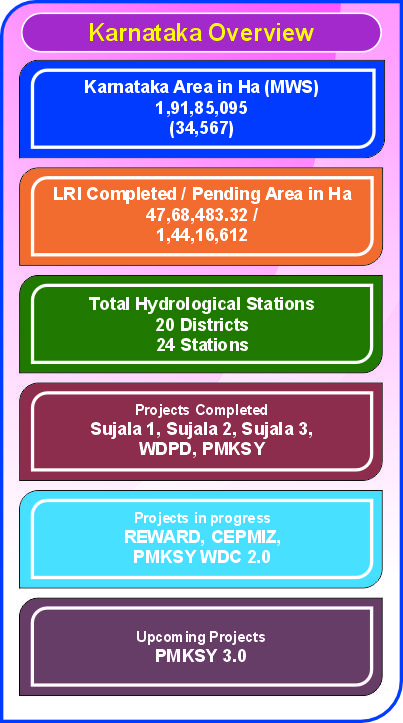 Karnataka Overview
Karnataka Area in Ha (MWS)
1,91,85,095
(34,567)
LRI Completed / Pending Area in Ha
47,68,483.32 /
1,44,16,612
Total Hydrological Stations
20 Districts
24 Stations
Projects Completed
Sujala 1, Sujala 2, Sujala 3,
WDPD, PMKSY
Projects in progress
REWARD, CEPMIZ,
PMKSY WDC 2.0
Upcoming Projects
PMKSY 3.0